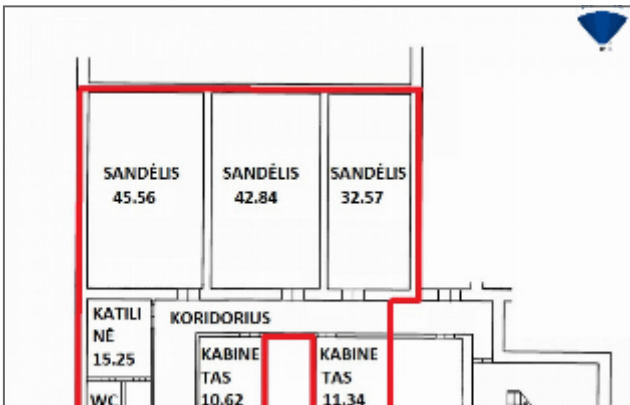 SANDĖLIS
45.56
SANDĖLIS
42.84
SANDĖLIS
32.57
KATILI
NĖ
15.25
KORIDORIUS
KABINE
TAS
10.62
KABINE
TAS
11.34
WC